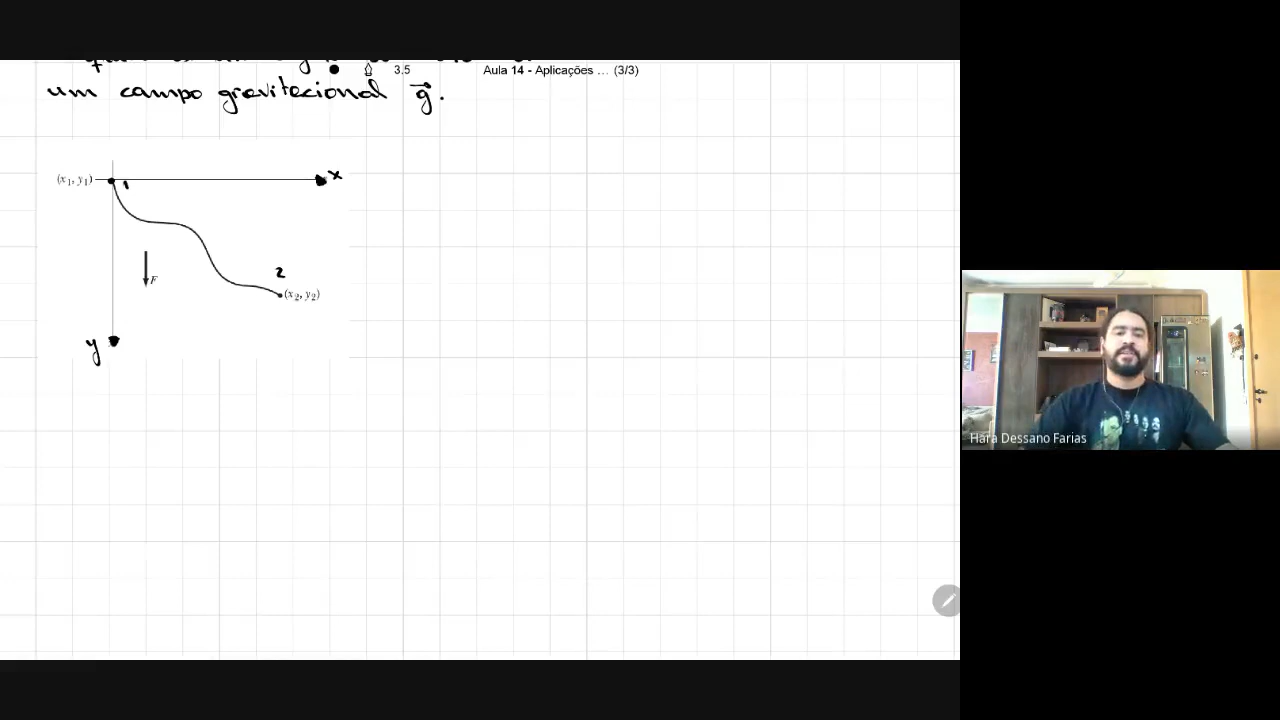 3.5 Aula 14 - Aplicações ... (3/3)
um campo gravitacional g⃗.
(x₁, y₁) 1 x
2
F
(x₂, y₂)
y
Hara Dessano Farias